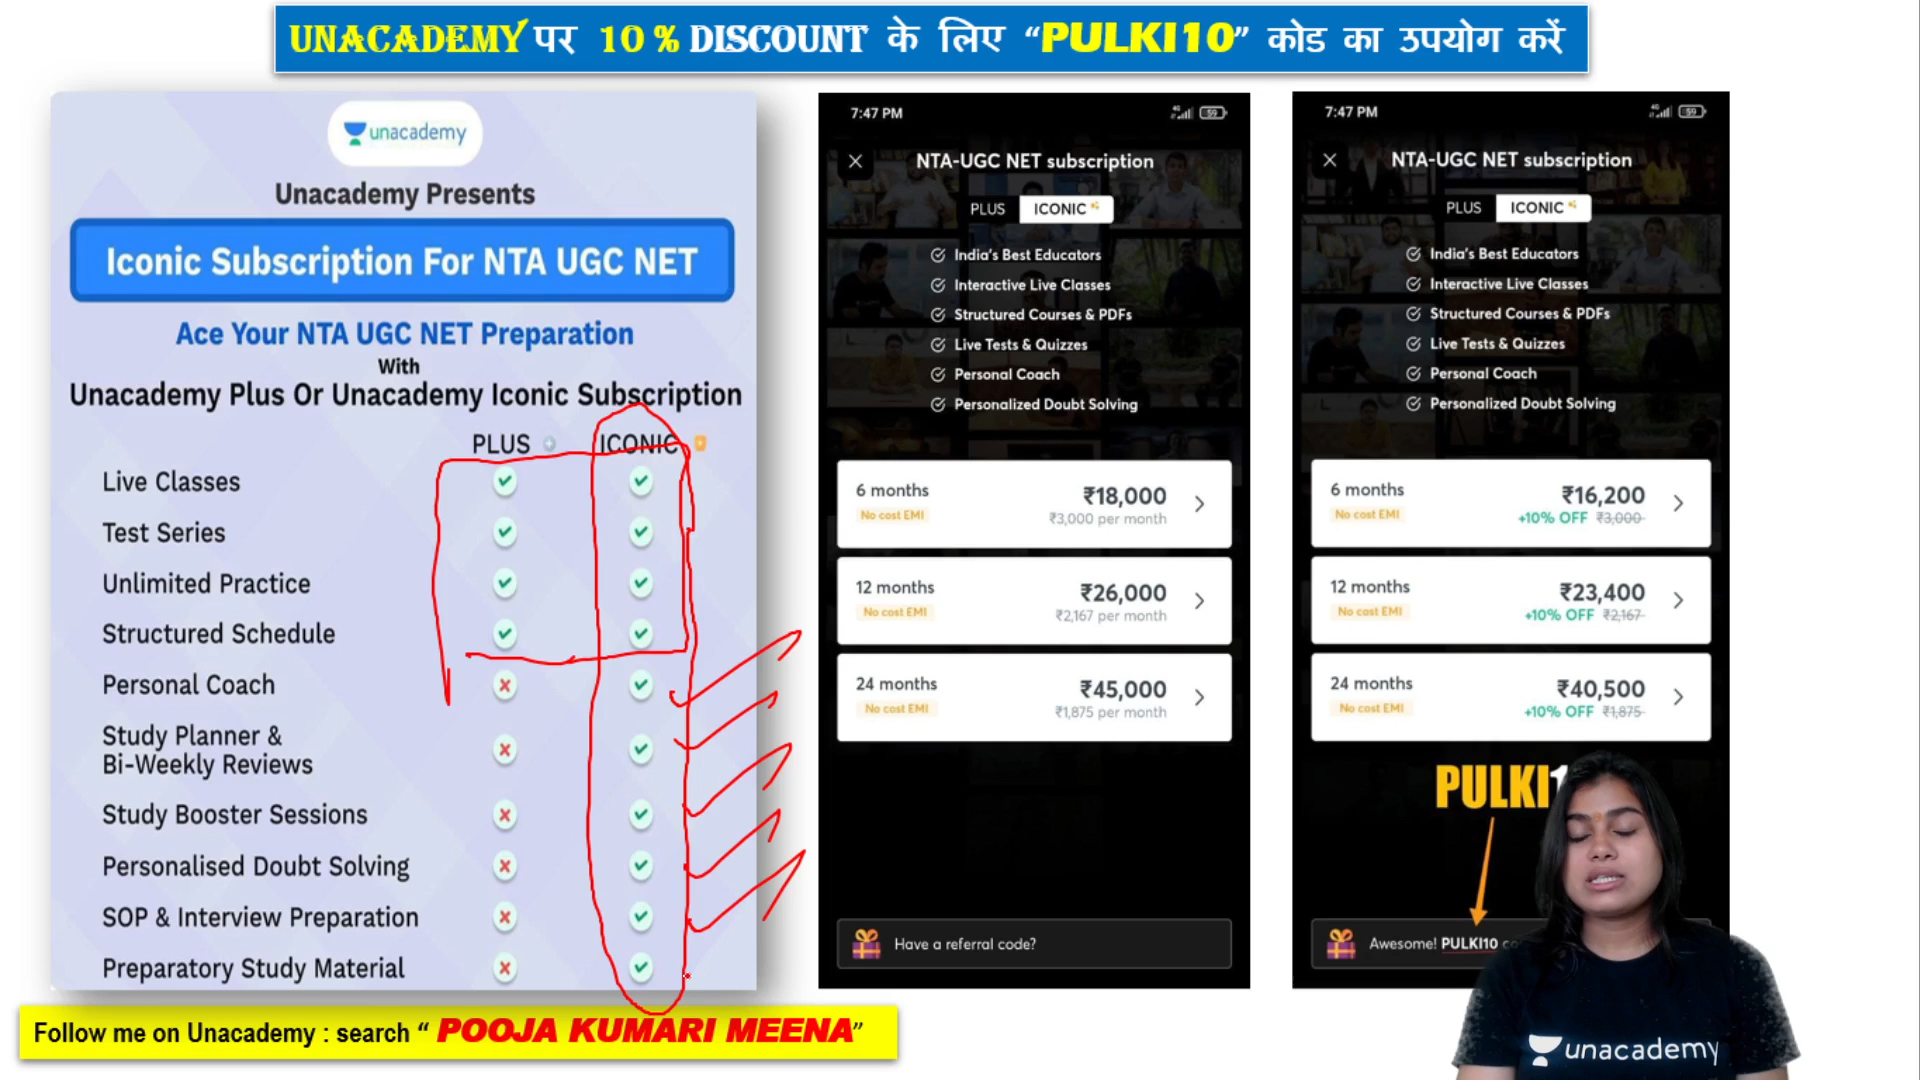 UNACADEMY पर 10 % DISCOUNT के लिए “PULKI10” कोड का उपयोग करें
unacademy
Unacademy Presents
Iconic Subscription For NTA UGC NET
Ace Your NTA UGC NET Preparation
With
Unacademy Plus Or Unacademy Iconic Subscription
PLUS ICONIC
Live Classes
Test Series
Unlimited Practice
Structured Schedule
Personal Coach
Study Planner &
Bi-Weekly Reviews
Study Booster Sessions
Personalised Doubt Solving
SOP & Interview Preparation
Preparatory Study Material
Follow me on Unacademy : search “ POOJA KUMARI MEENA”
7:47 PM 4G 59
NTA-UGC NET subscription
PLUS ICONIC
India's Best Educators
Interactive Live Classes
Structured Courses & PDFs
Live Tests & Quizzes
Personal Coach
Personalized Doubt Solving
6 months ₹18,000
No cost EMI ₹3,000 per month
12 months ₹26,000
No cost EMI ₹2,167 per month
24 months ₹45,000
No cost EMI ₹1,875 per month
Have a referral code?
7:47 PM 4G 59
NTA-UGC NET subscription
PLUS ICONIC
India's Best Educators
Interactive Live Classes
Structured Courses & PDFs
Live Tests & Quizzes
Personal Coach
Personalized Doubt Solving
6 months ₹16,200
No cost EMI +10% OFF ₹3,000
12 months ₹23,400
No cost EMI +10% OFF ₹2,167
24 months ₹40,500
No cost EMI +10% OFF ₹1,875
PULKI1
Awesome! PULKI10
unacademy